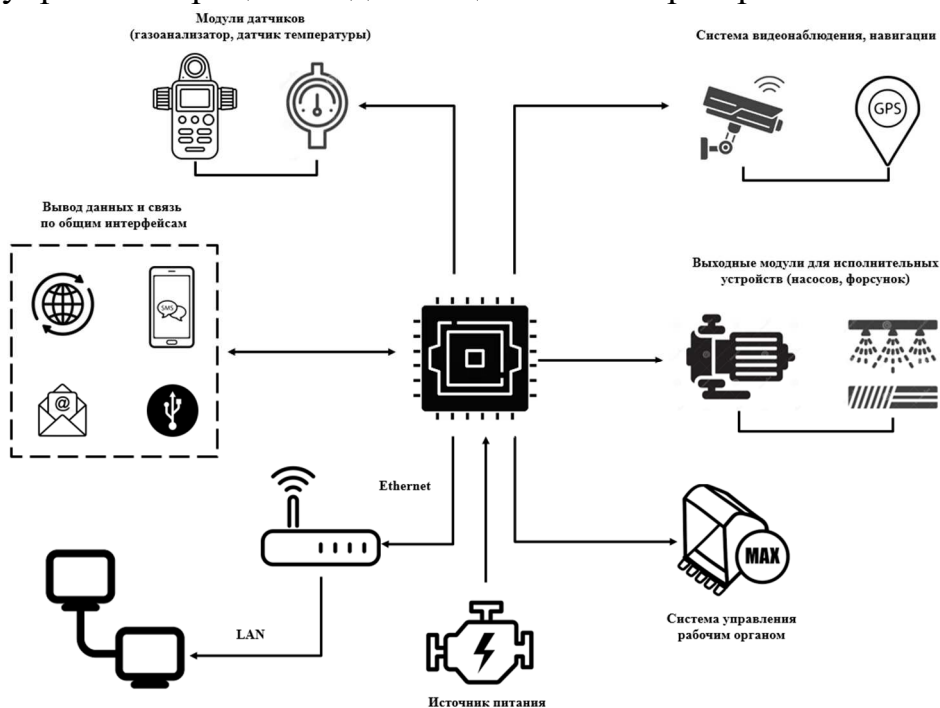 Модули датчиков
(газоанализатор, датчик температуры)
Система видеонаблюдения, навигации
GPS
Вывод данных и связь
по общим интерфейсам
SMS
@
Выходные модули для исполнительных
устройств (насосов, форсунок)
Ethernet
MAX
LAN
Система управления
рабочим органом
Источник питания